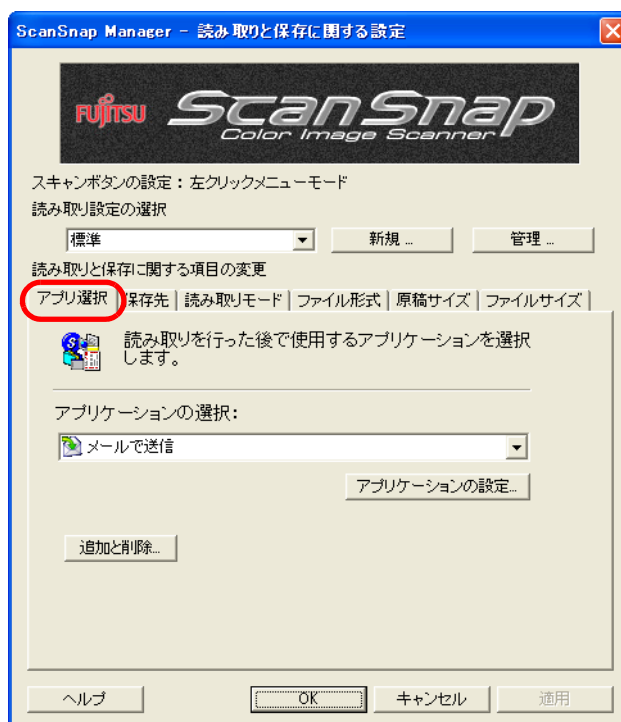 ScanSnap Manager - 読み取りと保存に関する設定
FUJITSU ScanSnap
Color Image Scanner
スキャンボタンの設定：左クリックメニューモード
読み取り設定の選択
標準 新規 ... 管理 ...
読み取りと保存に関する項目の変更
アプリ選択 保存先 読み取りモード ファイル形式 原稿サイズ ファイルサイズ
読み取りを行った後で使用するアプリケーションを選択
します。
アプリケーションの選択:
メールで送信
アプリケーションの設定...
追加と削除...
ヘルプ OK キャンセル 適用